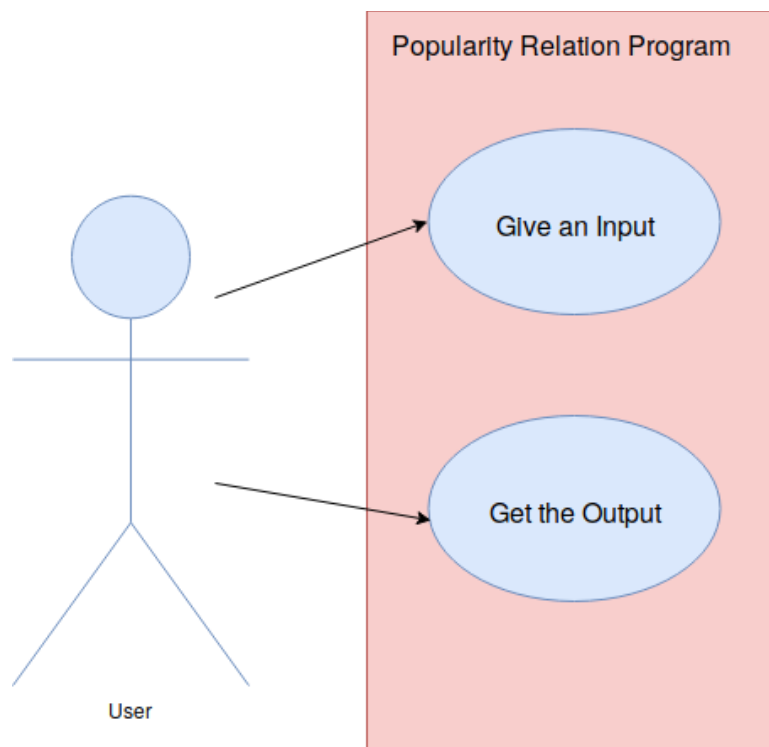 Popularity Relation Program
Give an Input
Get the Output
User